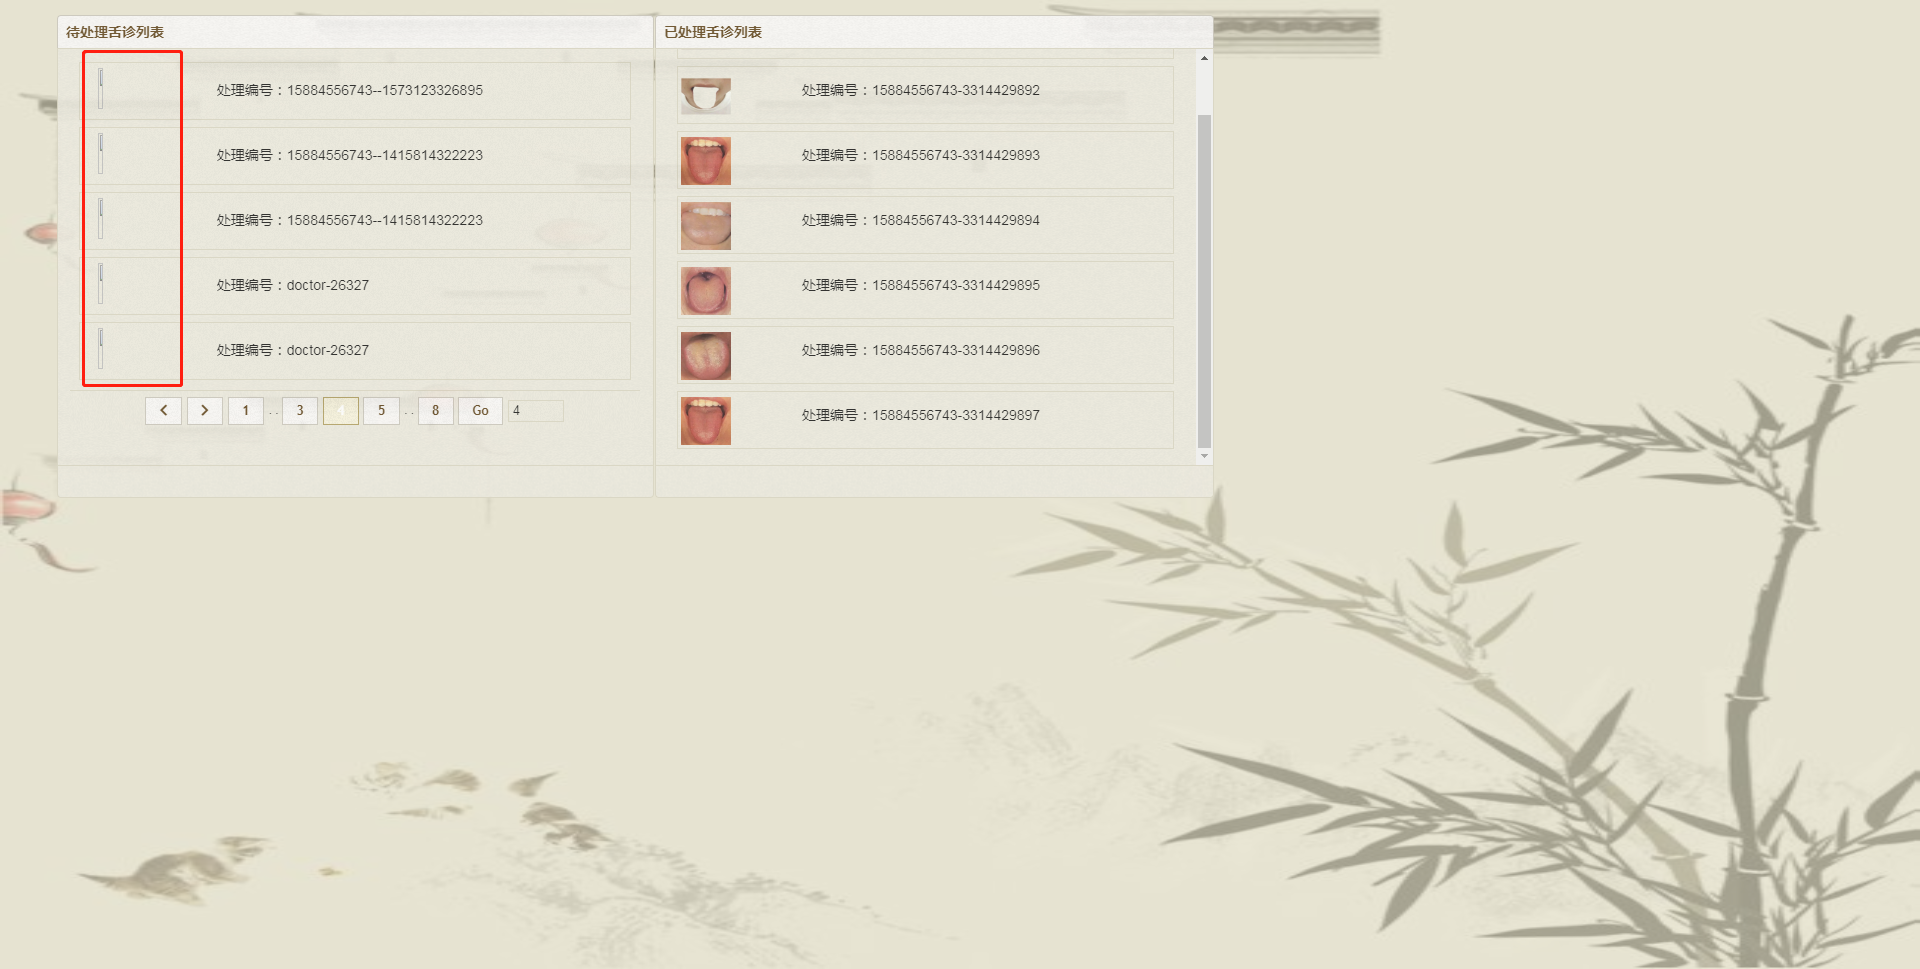 待处理舌诊列表
处理编号：15884556743--1573123326895
处理编号：15884556743--1415814322223
处理编号：15884556743--1415814322223
处理编号：doctor-26327
处理编号：doctor-26327
1 .. 3 4 5 .. 8 Go 4
已处理舌诊列表
处理编号：15884556743-3314429892
处理编号：15884556743-3314429893
处理编号：15884556743-3314429894
处理编号：15884556743-3314429895
处理编号：15884556743-3314429896
处理编号：15884556743-3314429897